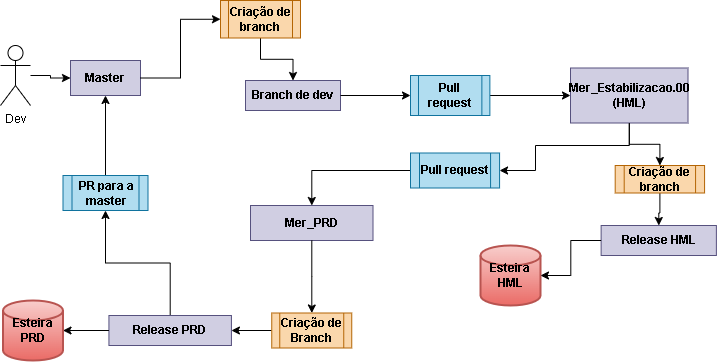 Criação de
branch
Master
Dev
Branch de dev
Pull
request
Mer_Estabilizacao.00
(HML)
Pull
request
Criação de
branch
PR para a
master
Mer_PRD
Release HML
Esteira
HML
Esteira
PRD
Release PRD
Criação de
Branch